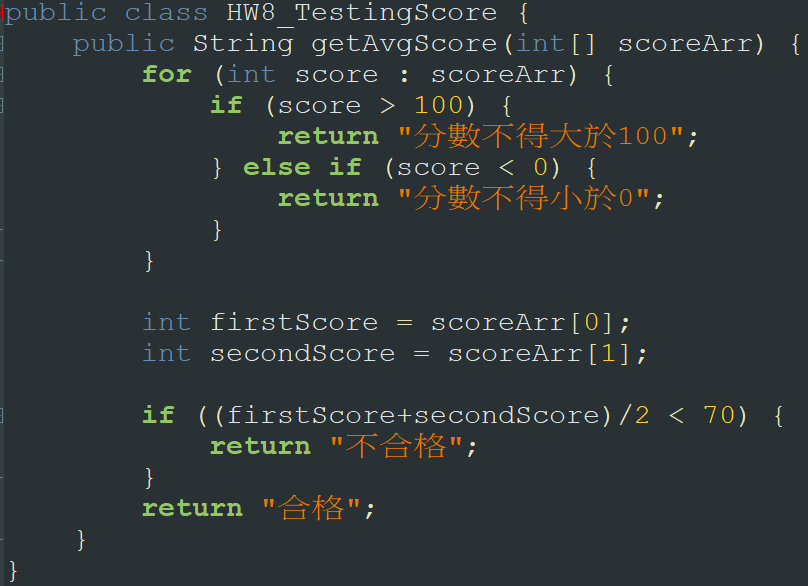 public class HW8_TestingScore {
    public String getAvgScore(int[] scoreArr) {
        for (int score : scoreArr) {
            if (score > 100) {
                return "分數不得大於100";
            } else if (score < 0) {
                return "分數不得小於0";
            }
        }

        int firstScore = scoreArr[0];
        int secondScore = scoreArr[1];

        if ((firstScore+secondScore)/2 < 70) {
            return "不合格";
        }
        return "合格";
    }
}